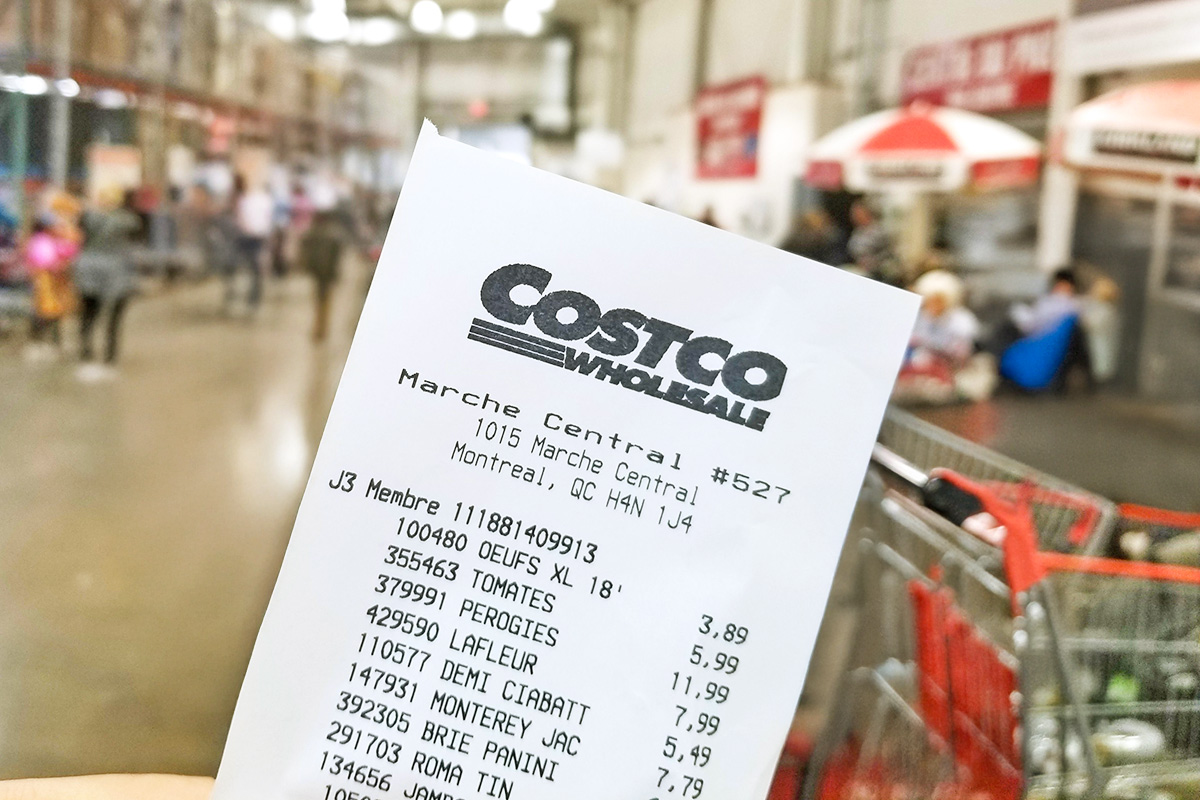 COSTCO
WHOLESALE
Marche Central #527
1015 Marche Central
Montreal, QC H4N 1J4
J3 Membre 111881409913
100480 OEUFS XL 18' 3,89
355463 TOMATES 5,99
379991 PEROGIES 11,99
429590 LAFLEUR 7,99
110577 DEMI CIABATT 5,49
147931 MONTEREY JAC 7,79
392305 BRIE PANINI
291703 ROMA TIN
134656